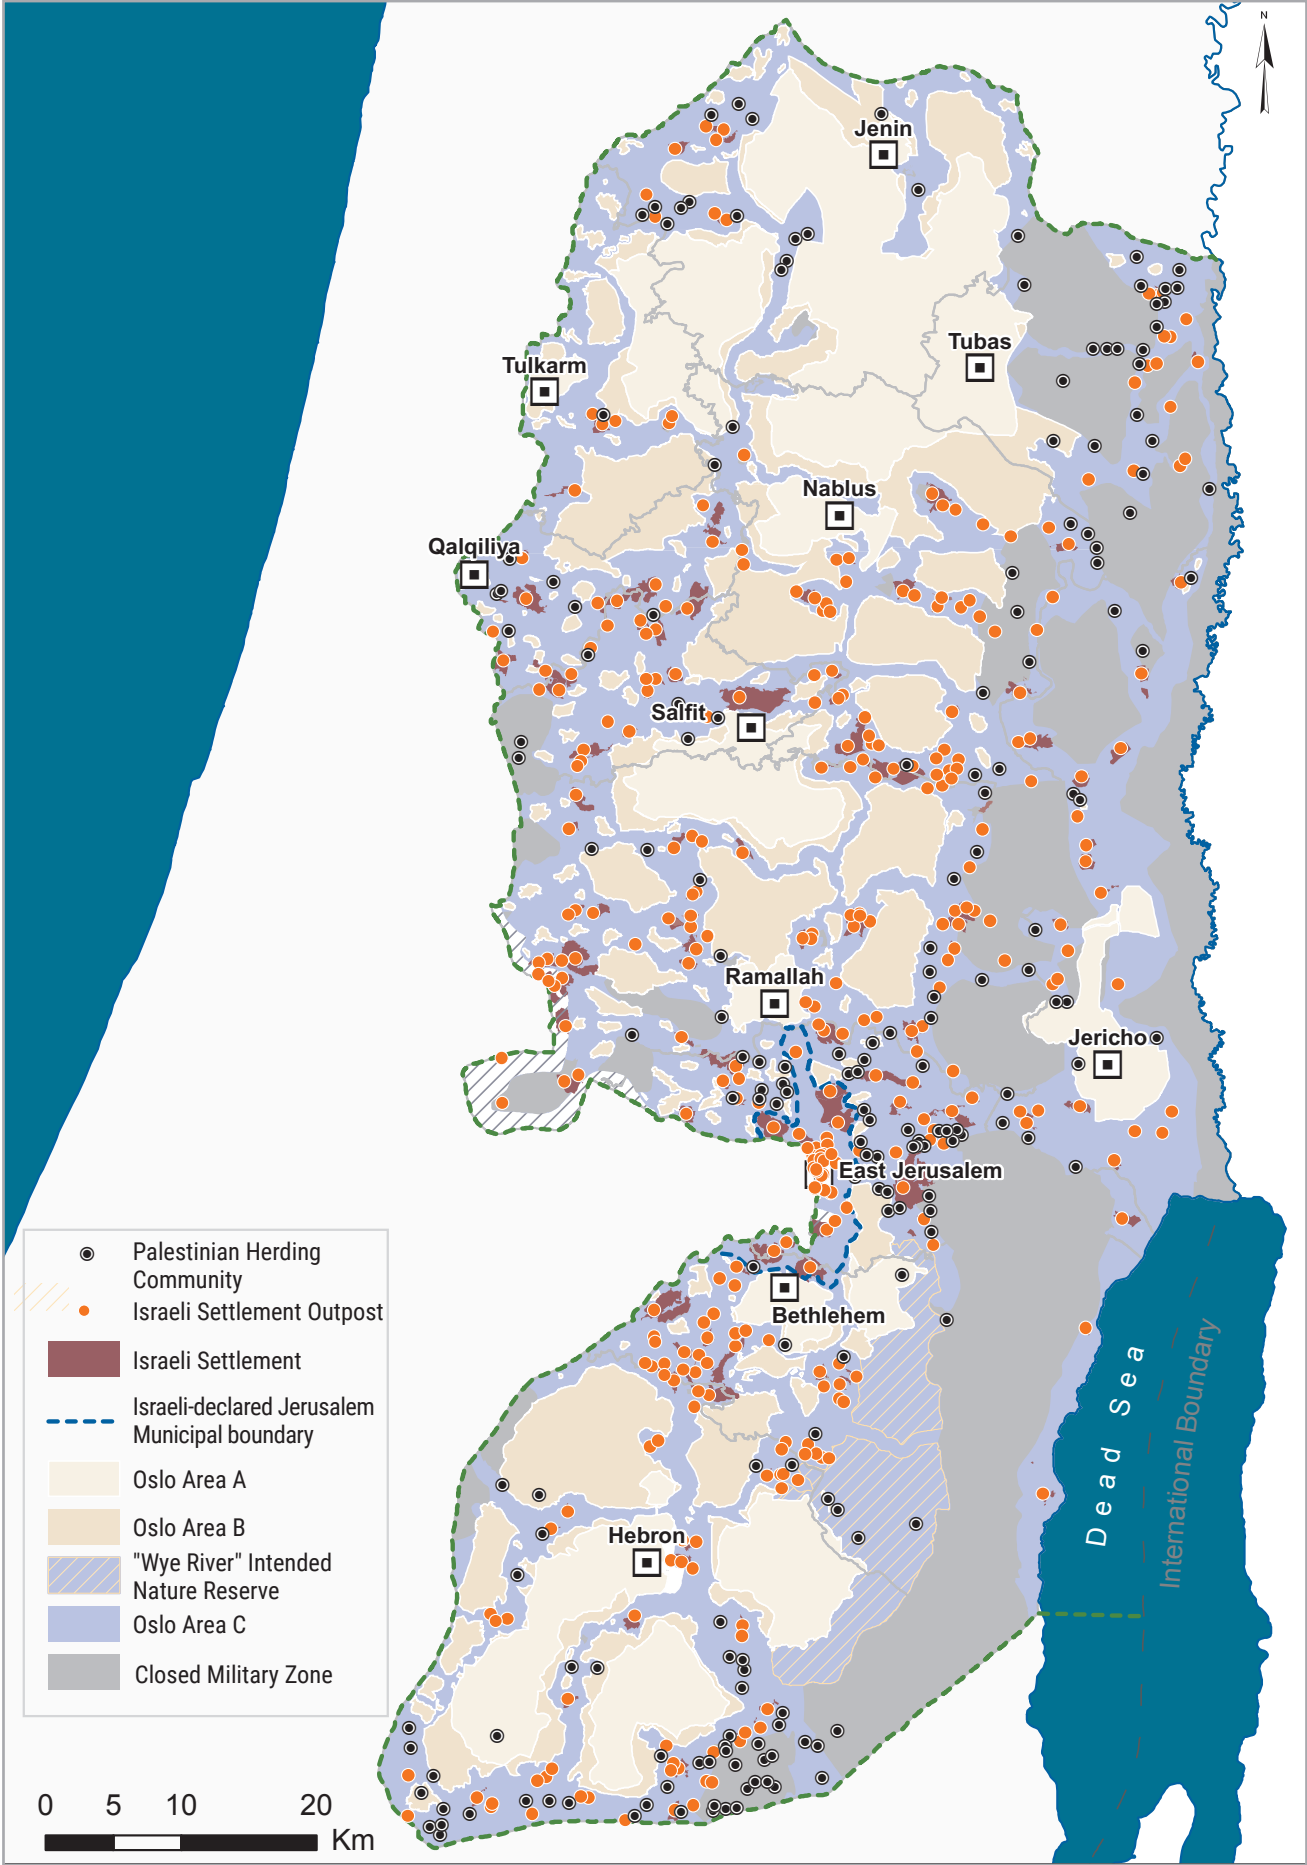 N
Jenin
Tubas
Tulkarm
Nablus
Qalqiliya
Salfit
Ramallah
Jericho
East Jerusalem
Bethlehem
Hebron
Dead Sea
International Boundary
Palestinian Herding
Community
Israeli Settlement Outpost
Israeli Settlement
Israeli-declared Jerusalem
Municipal boundary
Oslo Area A
Oslo Area B
"Wye River" Intended
Nature Reserve
Oslo Area C
Closed Military Zone
0 5 10 20
Km